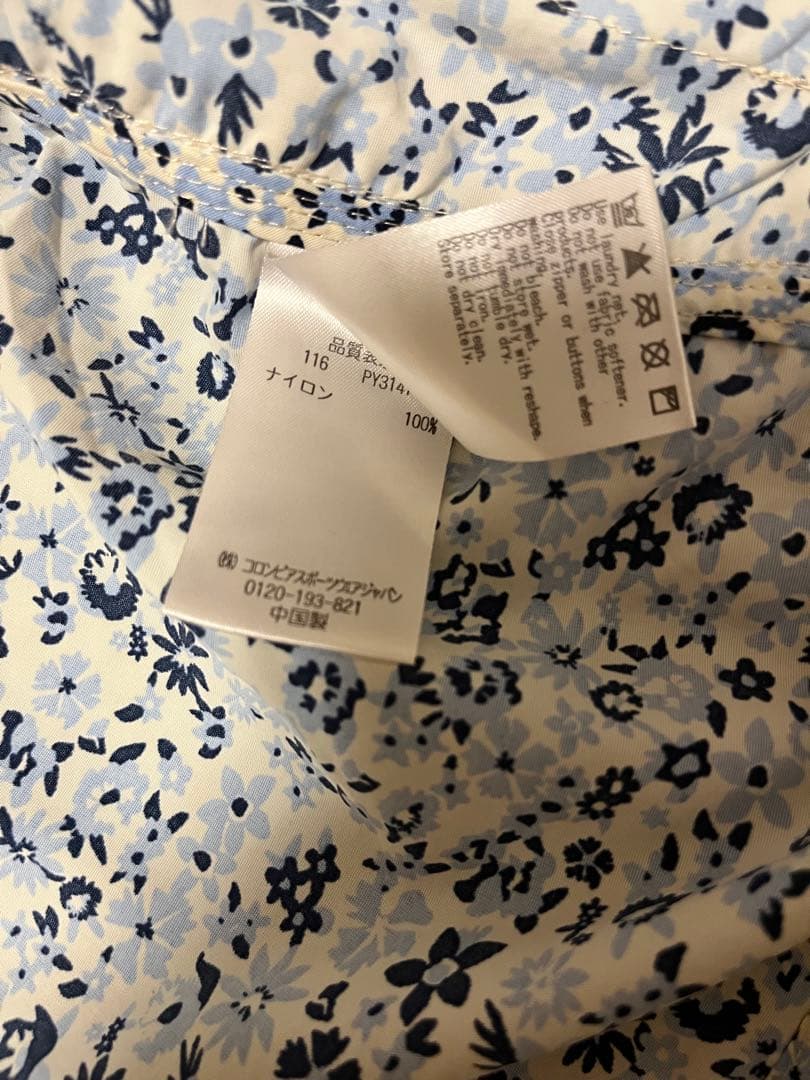 品質表
116 PY314
ナイロン
100%
(株) コロンビアスポーツウェアジャパン
0120-193-821
中国製
Use laundry net.
Do not use fabric softener.
Do not wash with other
products.
Close zipper or buttons when
washing.
Do not bleach.
Do not store wet.
Dry immediately with reshape.
Do not tumble dry.
Do not iron.
Do not dry clean.
Store separately.